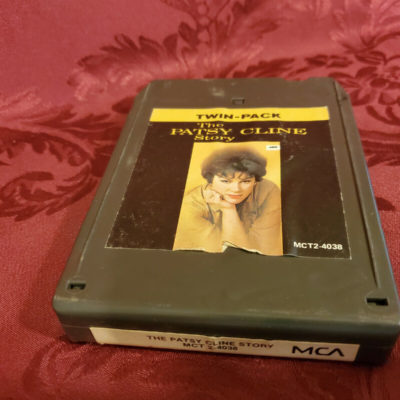 TWIN-PACK
The
PATSY CLINE
Story
MCT2-4038
THE PATSY CLINE STORY
MCT 2-4038
MCA